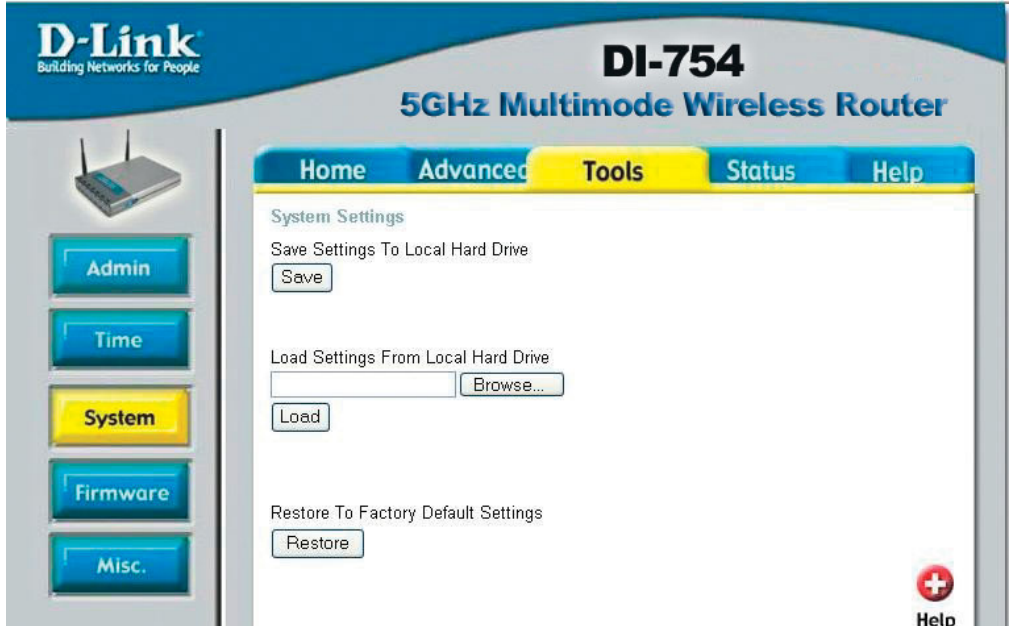 D-Link
Building Networks for People
DI-754
5GHz Multimode Wireless Router
Home Advanced Tools Status Help
System Settings
Save Settings To Local Hard Drive
Save
Load Settings From Local Hard Drive
Browse...
Load
Restore To Factory Default Settings
Restore
Admin
Time
System
Firmware
Misc.
Help